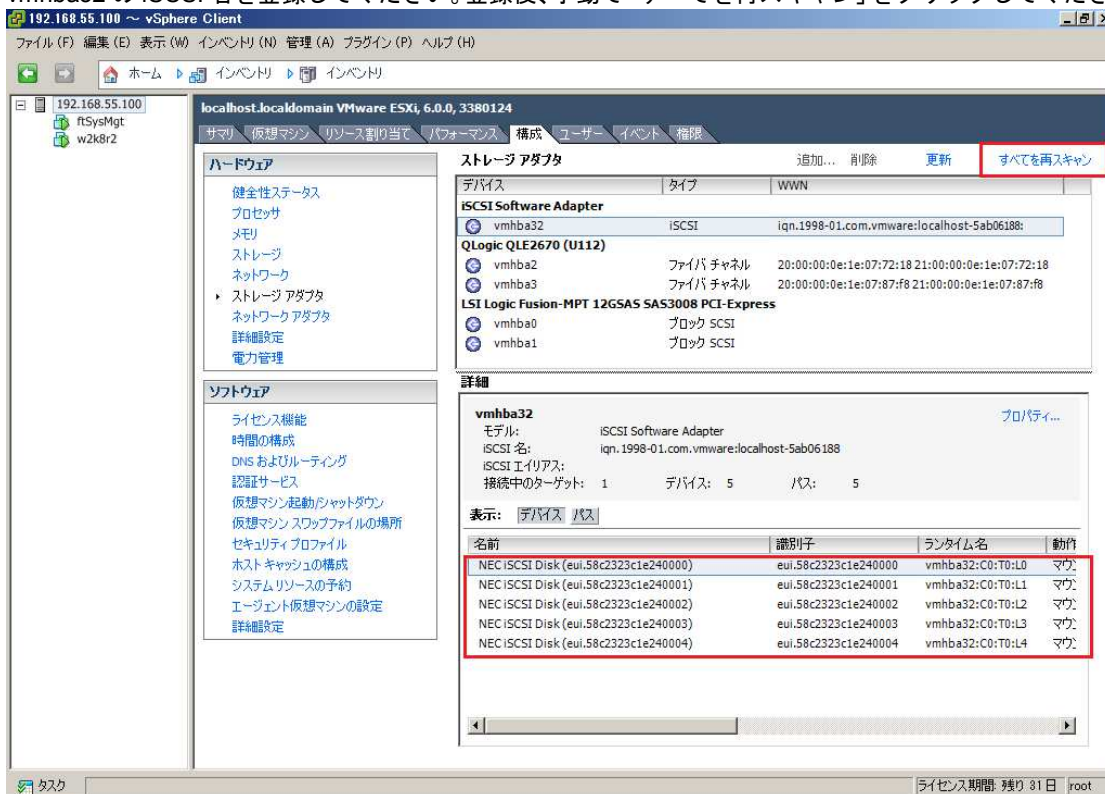 vmhba32 の iSCSI 名を登録してください。登録後、手動で「すべてを再スキャン」をクリックしてくださ
192.168.55.100 ～ vSphere Client
ファイル (F) 編集 (E) 表示 (W) インベントリ (N) 管理 (A) プラグイン (P) ヘルプ (H)
ホーム インベントリ インベントリ
192.168.55.100
ftSysMgt
w2k8r2
localhost.localdomain VMware ESXi, 6.0.0, 3380124
サマリ 仮想マシン リソース割り当て パフォーマンス 構成 ユーザー イベント 権限
ハードウェア
健全性ステータス
プロセッサ
メモリ
ストレージ
ネットワーク
ストレージ アダプタ
ネットワーク アダプタ
詳細設定
電力管理
ソフトウェア
ライセンス機能
時間の構成
DNS およびルーティング
認証サービス
仮想マシン起動/シャットダウン
仮想マシン スワップファイルの場所
セキュリティ プロファイル
ホスト キャッシュの構成
システム リソースの予約
エージェント仮想マシンの設定
詳細設定
ストレージ アダプタ 追加... 削除 更新 すべてを再スキャン
デバイス タイプ WWN
iSCSI Software Adapter
vmhba32 iSCSI iqn.1998-01.com.vmware:localhost-5ab06188:
QLogic QLE2670 (U112)
vmhba2 ファイバ チャネル 20:00:00:0e:1e:07:72:18 21:00:00:0e:1e:07:72:18
vmhba3 ファイバ チャネル 20:00:00:0e:1e:07:87:f8 21:00:00:0e:1e:07:87:f8
LSI Logic Fusion-MPT 12GSAS SAS3008 PCI-Express
vmhba0 ブロック SCSI
vmhba1 ブロック SCSI
詳細
vmhba32 プロパティ...
モデル: iSCSI Software Adapter
iSCSI 名: iqn.1998-01.com.vmware:localhost-5ab06188
iSCSI エイリアス:
接続中のターゲット: 1 デバイス: 5 パス: 5
表示: デバイス パス
名前 識別子 ランタイム名 動作
NEC iSCSI Disk (eui.58c2323c1e240000) eui.58c2323c1e240000 vmhba32:C0:T0:L0 マウン
NEC iSCSI Disk (eui.58c2323c1e240001) eui.58c2323c1e240001 vmhba32:C0:T0:L1 マウン
NEC iSCSI Disk (eui.58c2323c1e240002) eui.58c2323c1e240002 vmhba32:C0:T0:L2 マウン
NEC iSCSI Disk (eui.58c2323c1e240003) eui.58c2323c1e240003 vmhba32:C0:T0:L3 マウン
NEC iSCSI Disk (eui.58c2323c1e240004) eui.58c2323c1e240004 vmhba32:C0:T0:L4 マウン
タスク ライセンス期間: 残り 31 日 root